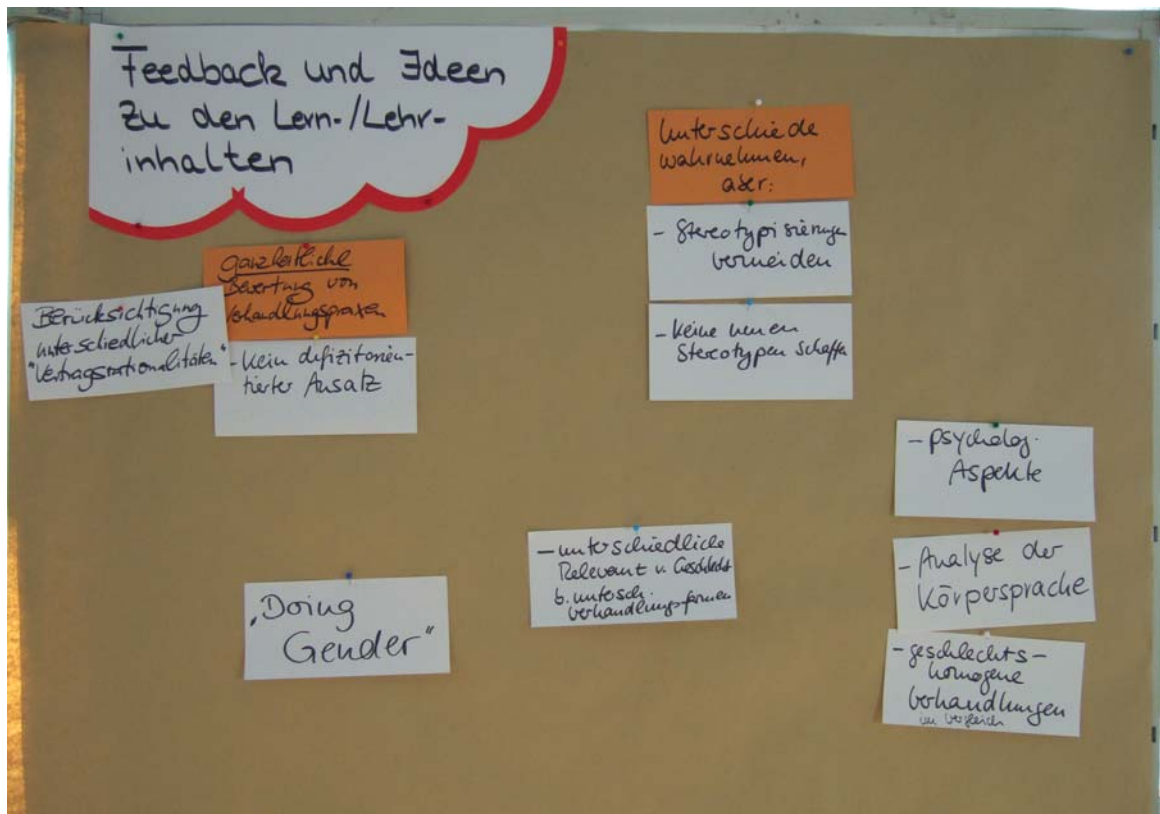 Feedback und Ideen
zu den Lern-/Lehr-
inhalten
ganzheitliche
Bewertung von
Verhandlungspraxen
- kein defizitorien-
tierter Ansatz
Berücksichtigung
unterschiedlicher
"Vertragsrationalitäten"
Unterschiede
wahrnehmen,
aber:
- Stereotypisierungen
vermeiden
- keine neuen
Stereotypen schaffen
- psycholog.
Aspekte
- Analyse der
Körpersprache
- geschlechts-
homogene
Verhandlungen
im Vergleich
- unterschiedliche
Relevant v. Geschlecht
b. untersch.
Verhandlungsformen
„Doing
Gender“